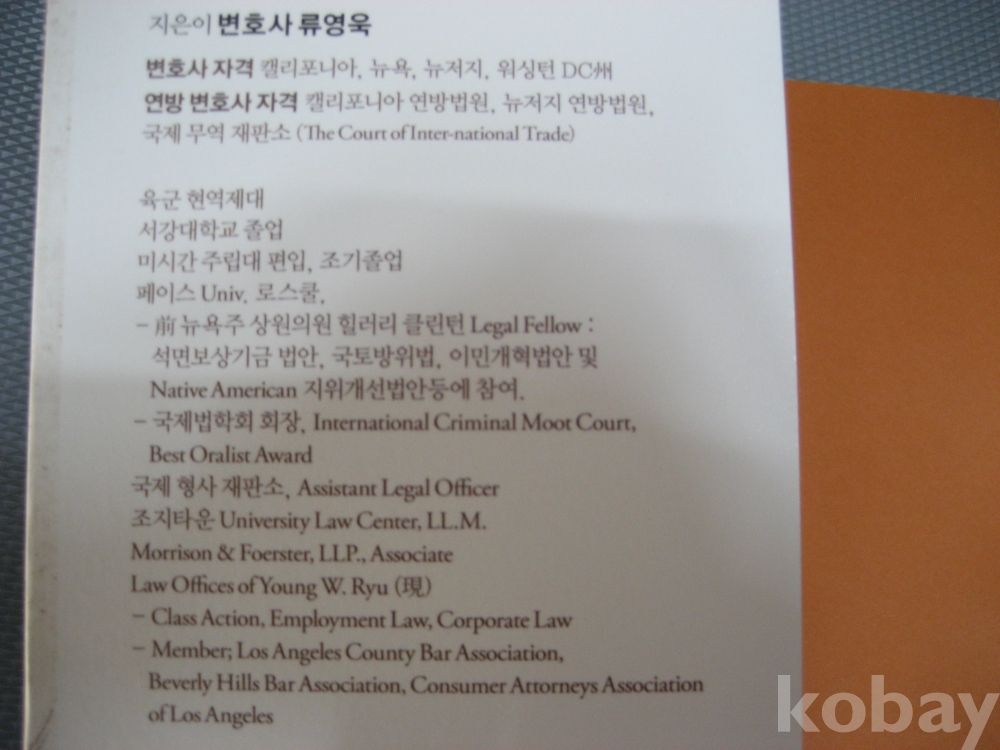 지은이 변호사 류영욱
변호사 자격 캘리포니아, 뉴욕, 뉴저지, 워싱턴 DC州
연방 변호사 자격 캘리포니아 연방법원, 뉴저지 연방법원,
국제 무역 재판소 (The Court of Inter-national Trade)
육군 현역제대
서강대학교 졸업
미시간 주립대 편입, 조기졸업
페이스 Univ. 로스쿨,
– 前 뉴욕주 상원의원 힐러리 클린턴 Legal Fellow :
석면보상기금 법안, 국토방위법, 이민개혁법안 및
Native American 지위개선법안등에 참여.
– 국제법학회 회장, International Criminal Moot Court,
Best Oralist Award
국제 형사 재판소, Assistant Legal Officer
조지타운 University Law Center, LL.M.
Morrison & Foerster, LLP., Associate
Law Offices of Young W. Ryu (現)
– Class Action, Employment Law, Corporate Law
– Member; Los Angeles County Bar Association,
Beverly Hills Bar Association, Consumer Attorneys Association
of Los Angeles
kobay